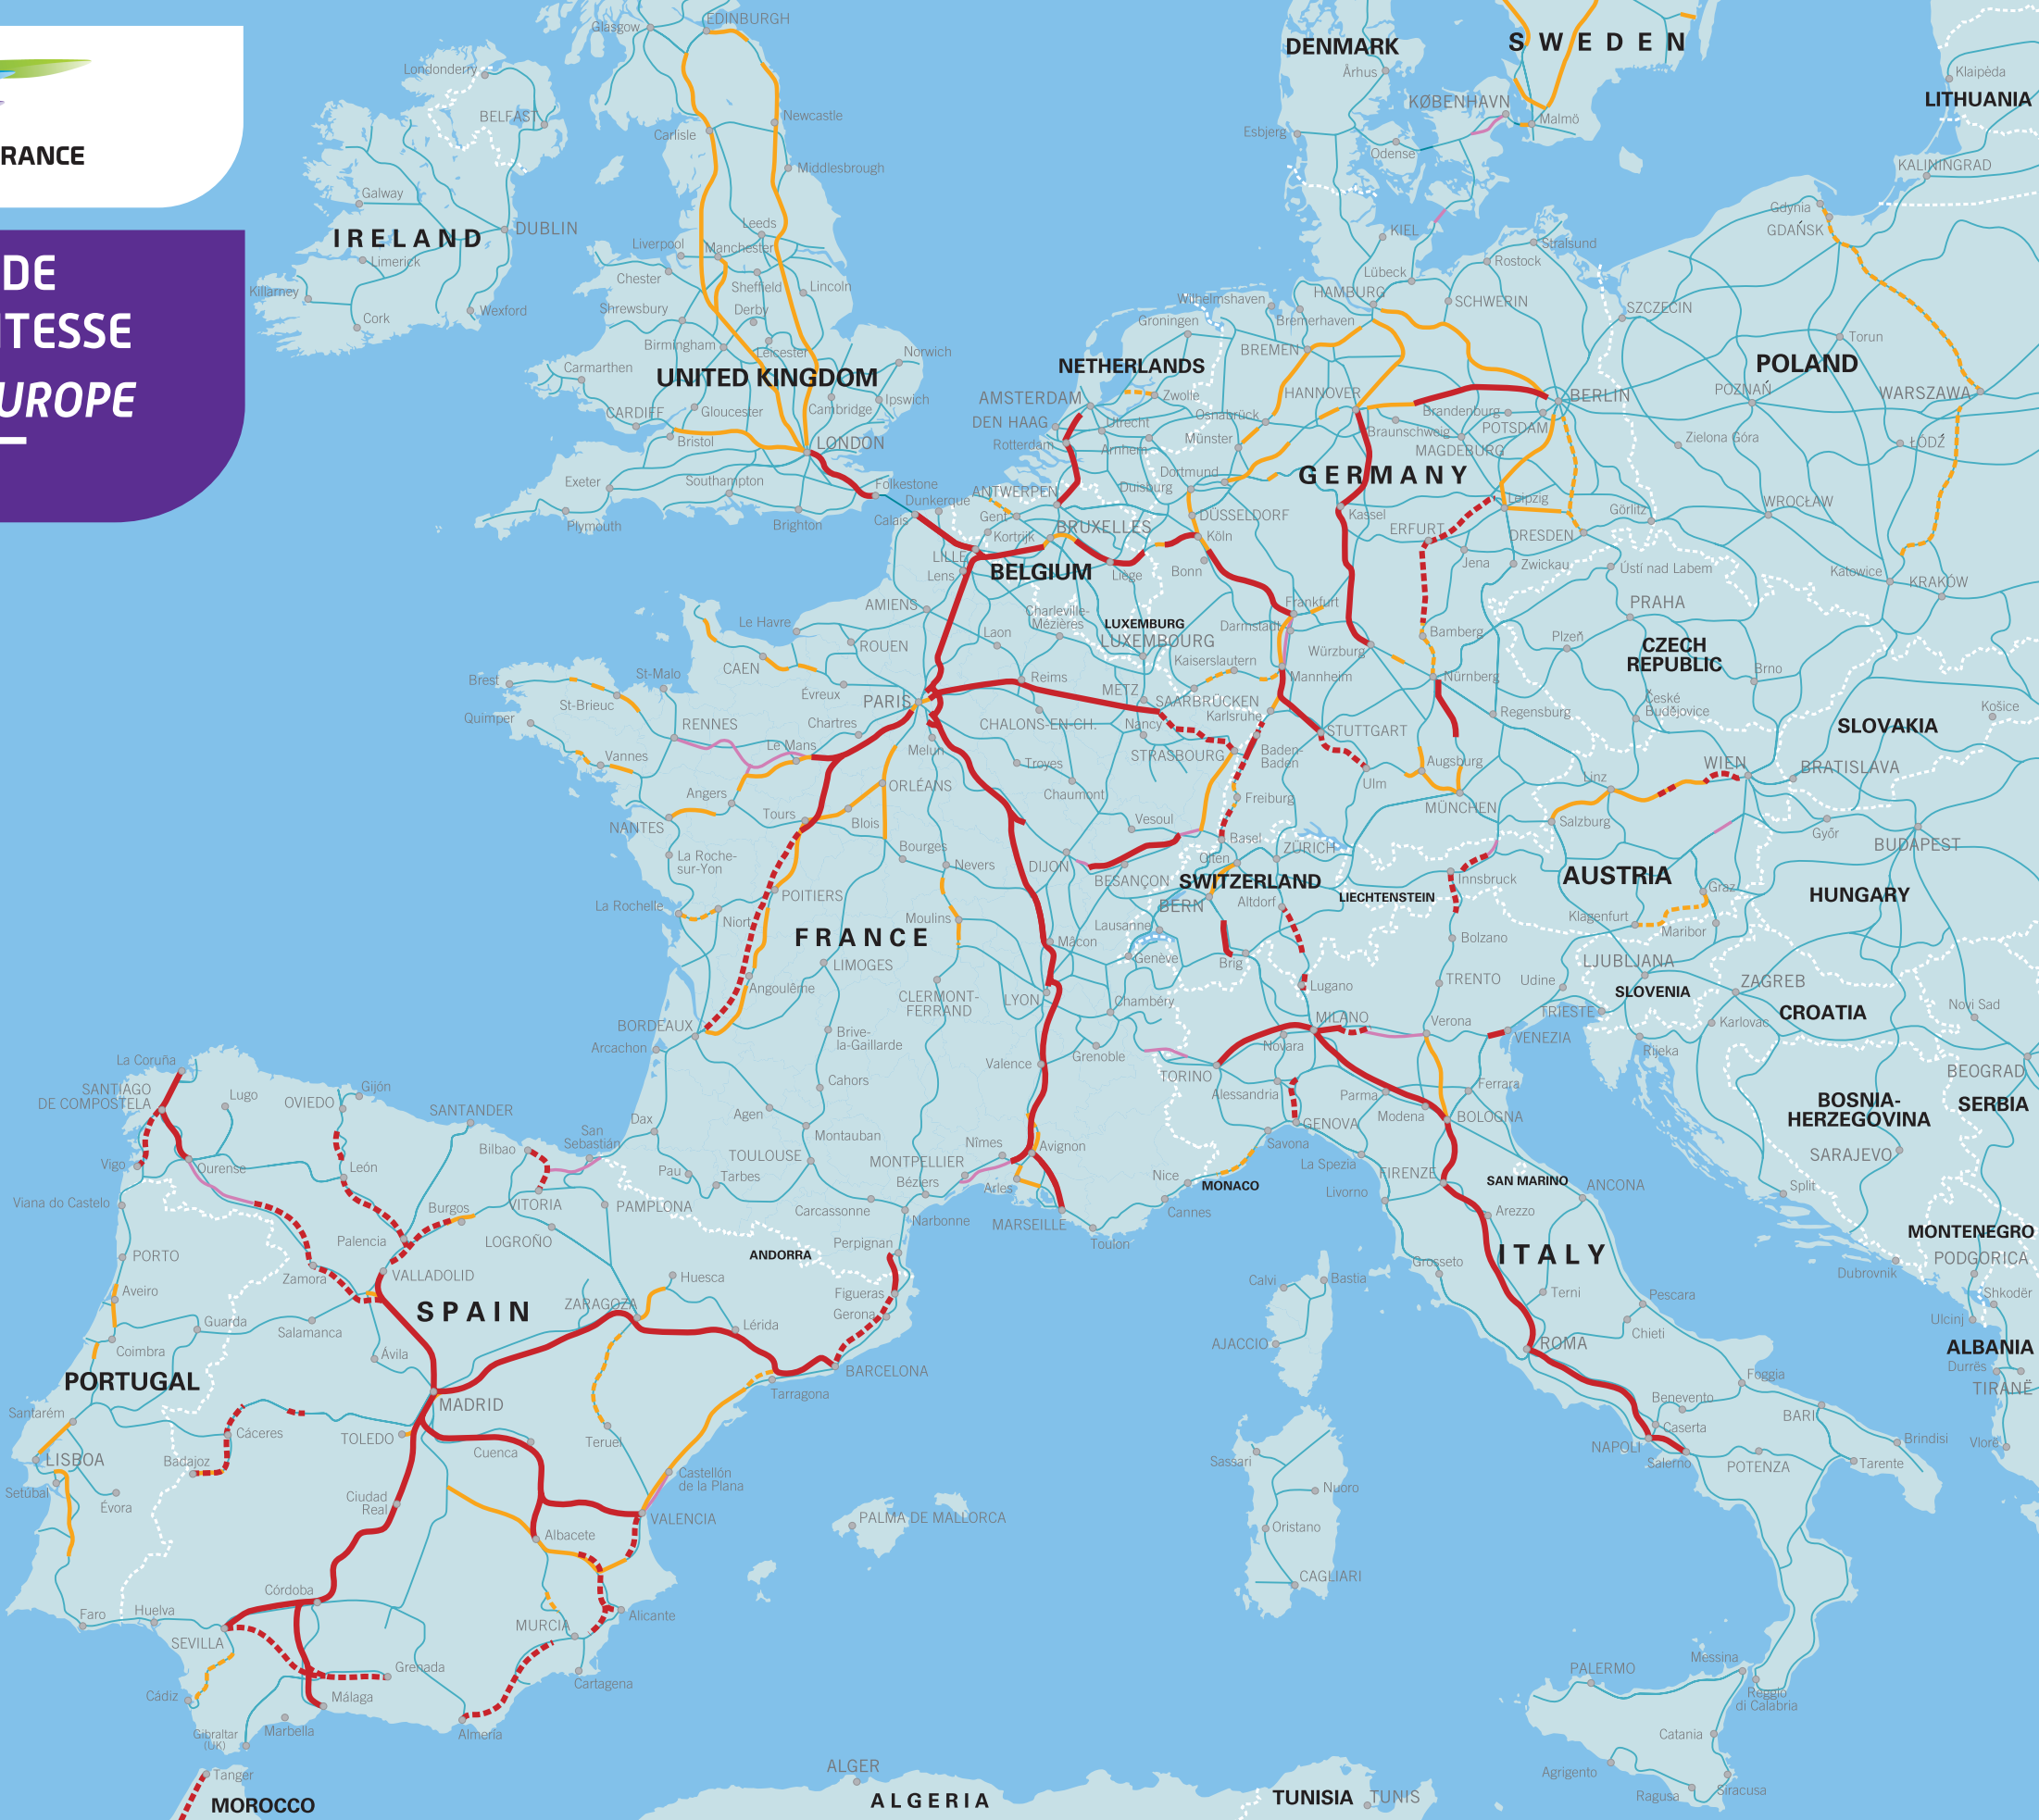 RANCE
DE
ITESSE
UROPE
EDINBURGH
Glasgow
Londonderry
BELFAST
Carlisle
Newcastle
Middlesbrough
Galway
DUBLIN
IRELAND
Limerick
Killarney
Cork
Wexford
Leeds
Liverpool
Manchester
Chester
Sheffield
Lincoln
Shrewsbury
Derby
Birmingham
Leicester
Norwich
Carmarthen
UNITED KINGDOM
Cambridge
Ipswich
CARDIFF
Gloucester
Bristol
LONDON
Exeter
Southampton
Folkestone
Plymouth
Brighton
DENMARK
SWEDEN
Århus
KØBENHAVN
Malmö
Esbjerg
Odense
Klaipèda
LITHUANIA
KALININGRAD
Gdynia
GDAŃSK
KIEL
Stralsund
Rostock
Lübeck
HAMBURG
SCHWERIN
SZCZECIN
Wilhelmshaven
Bremerhaven
Groningen
BREMEN
Torun
POLAND
NETHERLANDS
AMSTERDAM
Zwolle
HANNOVER
BERLIN
POZNAŃ
WARSZAWA
DEN HAAG
Utrecht
Osnabrück
Brandenburg
POTSDAM
Rotterdam
Arnhem
Münster
Braunschweig
MAGDEBURG
Zielona Góra
ŁÓDŹ
GERMANY
Dortmund
Duisburg
Dunkerque
ANTWERPEN
Leipzig
WROCŁAW
Calais
Gent
BRUXELLES
DÜSSELDORF
Kassel
Görlitz
Kortrijk
Köln
ERFURT
DRESDEN
LILLE
BELGIUM
Liège
Bonn
Jena
Zwickau
Ústí nad Labem
Katowice
KRAKÓW
Lens
AMIENS
Charleville-
Mézières
LUXEMBURG
LUXEMBOURG
Frankfurt
Darmstadt
PRAHA
Le Havre
ROUEN
Laon
Bamberg
Plzeň
CZECH
REPUBLIC
CAEN
Kaiserslautern
Würzburg
Mannheim
Nürnberg
Brno
Brest
St-Malo
Évreux
PARIS
Reims
METZ
SAARBRÜCKEN
Karlsruhe
St-Brieuc
Quimper
RENNES
Chartres
CHALONS-EN-CH.
Nancy
STUTTGART
Regensburg
České
Budějovice
SLOVAKIA
Košice
Le Mans
Melun
STRASBOURG
Baden-
Baden
Vannes
Troyes
Augsburg
Ulm
Linz
WIEN
BRATISLAVA
Angers
ORLÉANS
Chaumont
Freiburg
MÜNCHEN
Tours
Blois
NANTES
Vesoul
Basel
Salzburg
Győr
BUDAPEST
La Roche-
sur-Yon
Bourges
Nevers
DIJON
BESANÇON
Olten
ZÜRICH
SWITZERLAND
LIECHTENSTEIN
Innsbruck
AUSTRIA
HUNGARY
Graz
POITIERS
La Rochelle
Niort
Moulins
BERN
Altdorf
Klagenfurt
Maribor
FRANCE
Lausanne
Mâcon
Genève
Brig
Bolzano
LJUBLJANA
LIMOGES
Angoulême
CLERMONT-
FERRAND
LYON
Chambéry
Lugano
TRENTO
Udine
SLOVENIA
ZAGREB
CROATIA
Novi Sad
BORDEAUX
Arcachon
Brive-
la-Gaillarde
Valence
Grenoble
MILANO
Novara
Verona
TRIESTE
VENEZIA
Karlovac
Rijeka
TORINO
BEOGRAD
Cahors
Agen
Alessandria
Parma
Modena
Ferrara
BOLOGNA
BOSNIA-
HERZEGOVINA
SERBIA
La Coruña
SANTIAGO
DE COMPOSTELA
Lugo
OVIEDO
Gijón
SANTANDER
Bilbao
San
Sebastián
Dax
Montauban
TOULOUSE
Nîmes
Avignon
GENOVA
Savona
La Spezia
SARAJEVO
Vigo
Ourense
León
Pau
Tarbes
MONTPELLIER
Bézlers
Arles
Nice
MONACO
FIRENZE
SAN MARINO
ANCONA
Split
Viana do Castelo
Burgos
VITORIA
PAMPLONA
Carcassonne
Narbonne
MARSEILLE
Cannes
Toulon
Livorno
Arezzo
PORTO
Palencia
LOGROÑO
ANDORRA
Perpignan
MONTENEGRO
PODGORICA
Dubrovnik
Zamora
VALLADOLID
Huesca
Figueras
Gerona
Calvi
Bastia
Grosseto
ITALY
Aveiro
SPAIN
ZARAGOZA
Terni
Pescara
Shkodër
Guarda
Salamanca
Lérida
Chieti
Ulcinj
Coimbra
Ávila
AJACCIO
ROMA
ALBANIA
PORTUGAL
BARCELONA
Tarragona
Foggia
Durrës
TIRANË
Santarém
MADRID
Benevento
BARI
Cáceres
TOLEDO
Cuenca
Teruel
Caserta
NAPOLI
Brindisi
Vlorë
LISBOA
Badajoz
Castellón
de la Plana
Sassari
Salerno
POTENZA
Tarente
Setúbal
Évora
Ciudad
Real
Nuoro
VALENCIA
PALMA DE MALLORCA
Albacete
Oristano
Córdoba
CAGLIARI
Faro
Huelva
SEVILLA
MURCIA
Alicante
Grenada
Cartagena
PALERMO
Messina
Reggio
di Calabria
Cádiz
Málaga
Marbella
Almeria
Gibraltar
(UK)
Catania
Tanger
ALGER
Agrigento
Siracusa
Ragusa
MOROCCO
ALGERIA
TUNISIA
TUNIS